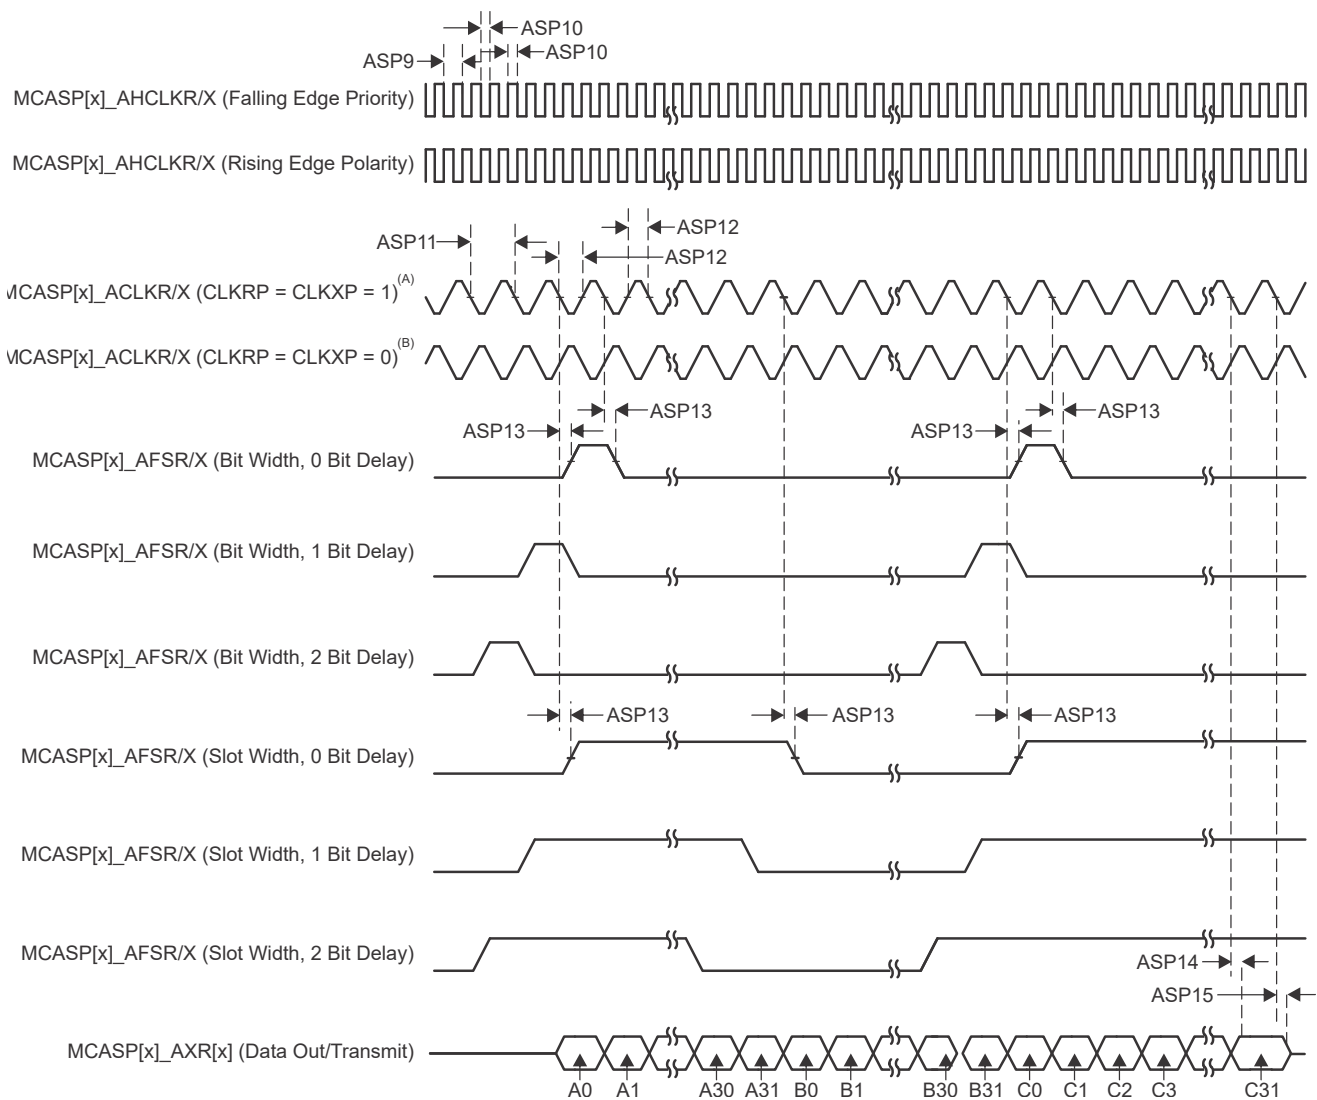 ASP10
ASP10
ASP9
MCASP[x]_AHCLKR/X (Falling Edge Priority)
MCASP[x]_AHCLKR/X (Rising Edge Polarity)
ASP12
ASP11
ASP12
MCASP[x]_ACLKR/X (CLKRP = CLKXP = 1)(A)
MCASP[x]_ACLKR/X (CLKRP = CLKXP = 0)(B)
ASP13 ASP13
ASP13 ASP13
MCASP[x]_AFSR/X (Bit Width, 0 Bit Delay)
MCASP[x]_AFSR/X (Bit Width, 1 Bit Delay)
MCASP[x]_AFSR/X (Bit Width, 2 Bit Delay)
ASP13 ASP13 ASP13
MCASP[x]_AFSR/X (Slot Width, 0 Bit Delay)
MCASP[x]_AFSR/X (Slot Width, 1 Bit Delay)
MCASP[x]_AFSR/X (Slot Width, 2 Bit Delay)
ASP14
ASP15
MCASP[x]_AXR[x] (Data Out/Transmit)
A0 A1 A30 A31 B0 B1 B30 B31 C0 C1 C2 C3 C31